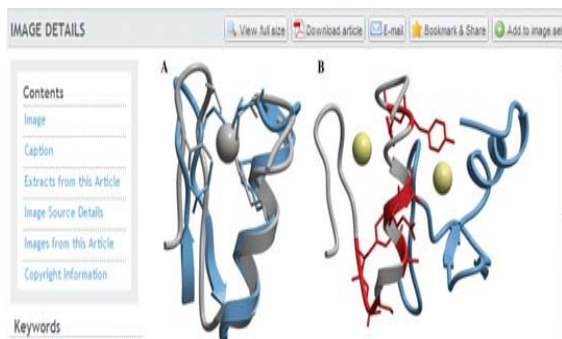 IMAGE DETAILS
View full size
Download article
E-mail
Bookmark & Share
Add to image set
Contents
Image
Caption
Extracts from this Article
Image Source Details
Images from this Article
Copyright Information
Keywords
A
B